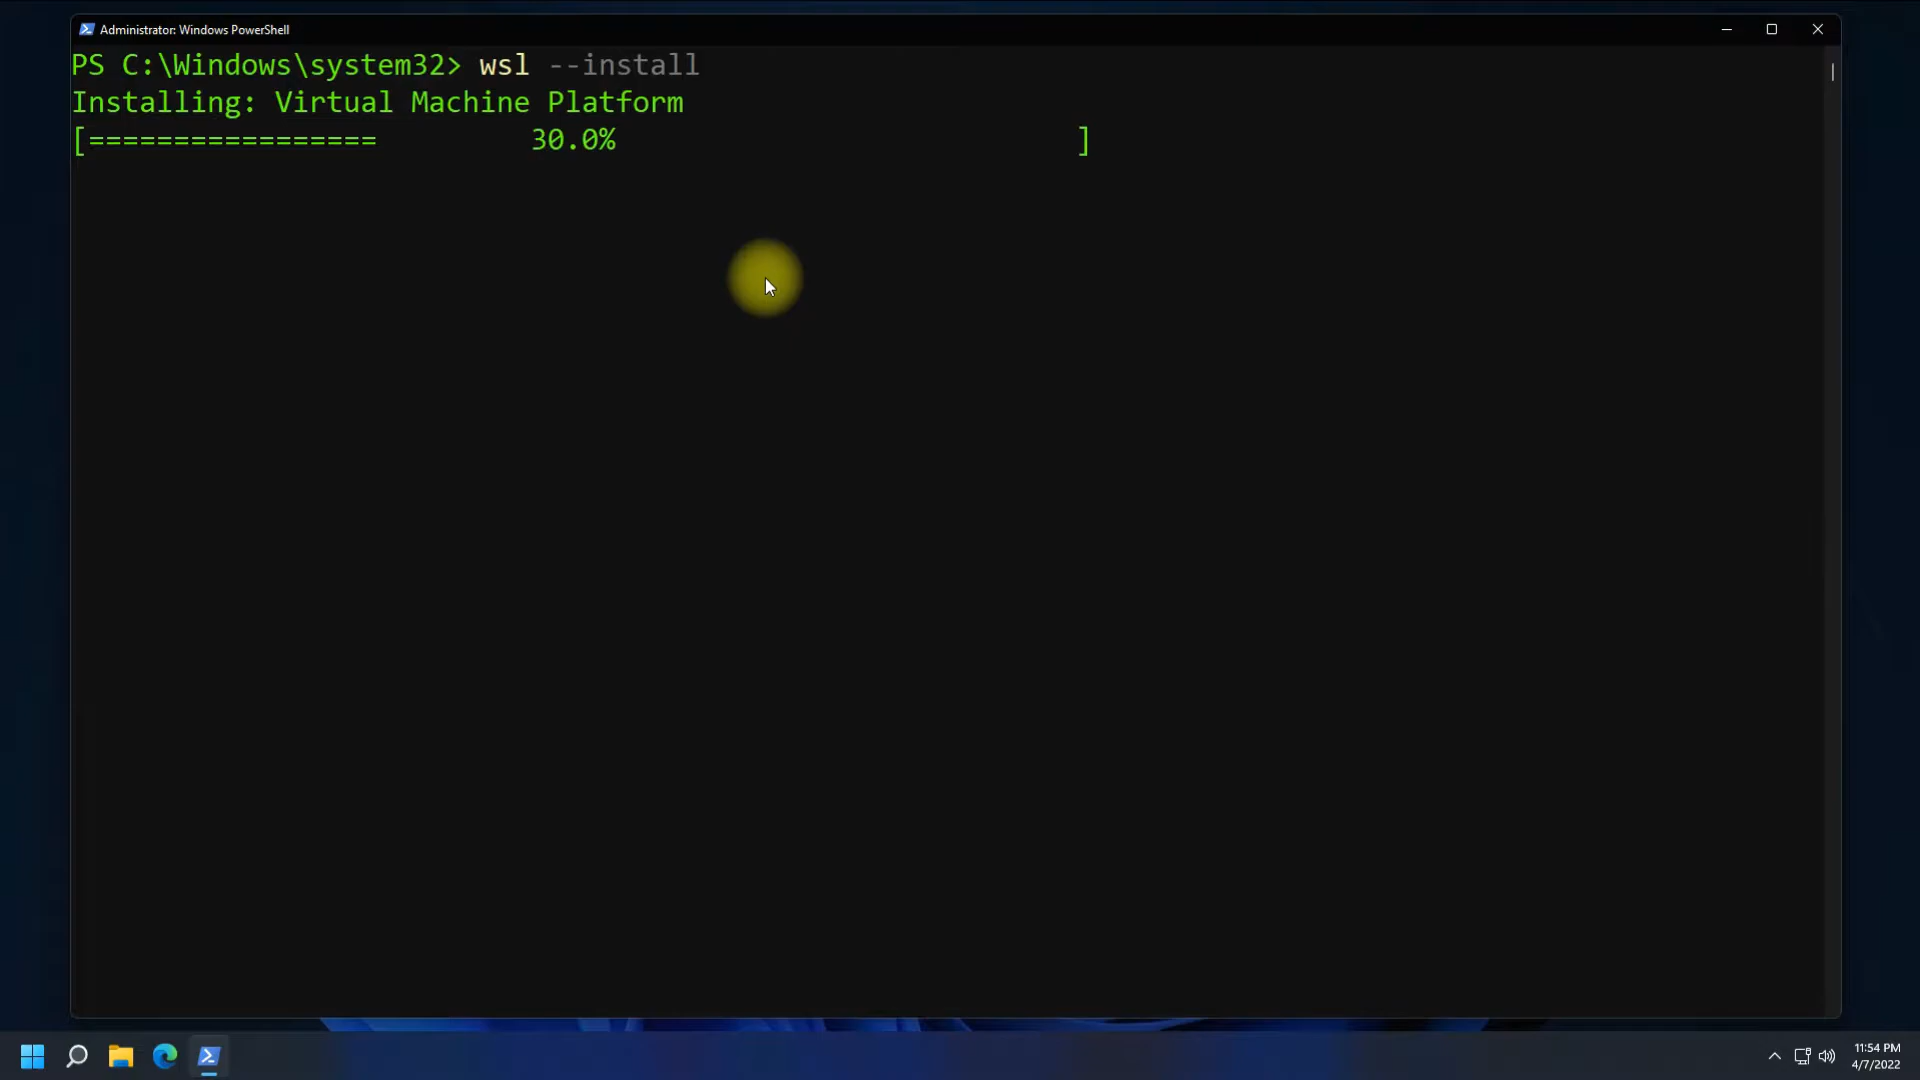 Administrator: Windows PowerShell
PS C:\Windows\system32> wsl --install
Installing: Virtual Machine Platform
[=================         30.0%                           ]
11:54 PM
4/7/2022